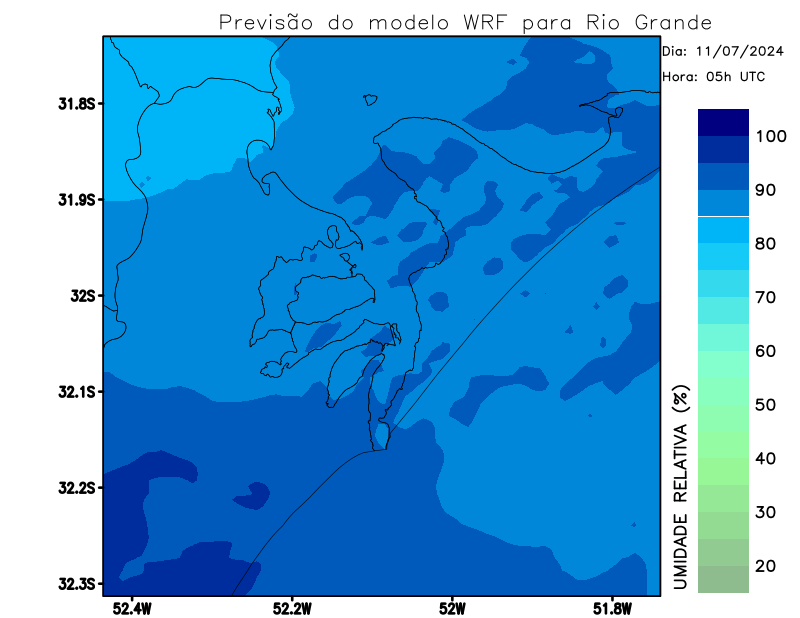 Previsão do modelo WRF para Rio Grande
Dia: 11/07/2024
Hora: 05h UTC
31.8S
31.9S
32S
32.1S
32.2S
32.3S
52.4W
52.2W
52W
51.8W
100
90
80
70
60
50
40
30
20
UMIDADE RELATIVA (%)